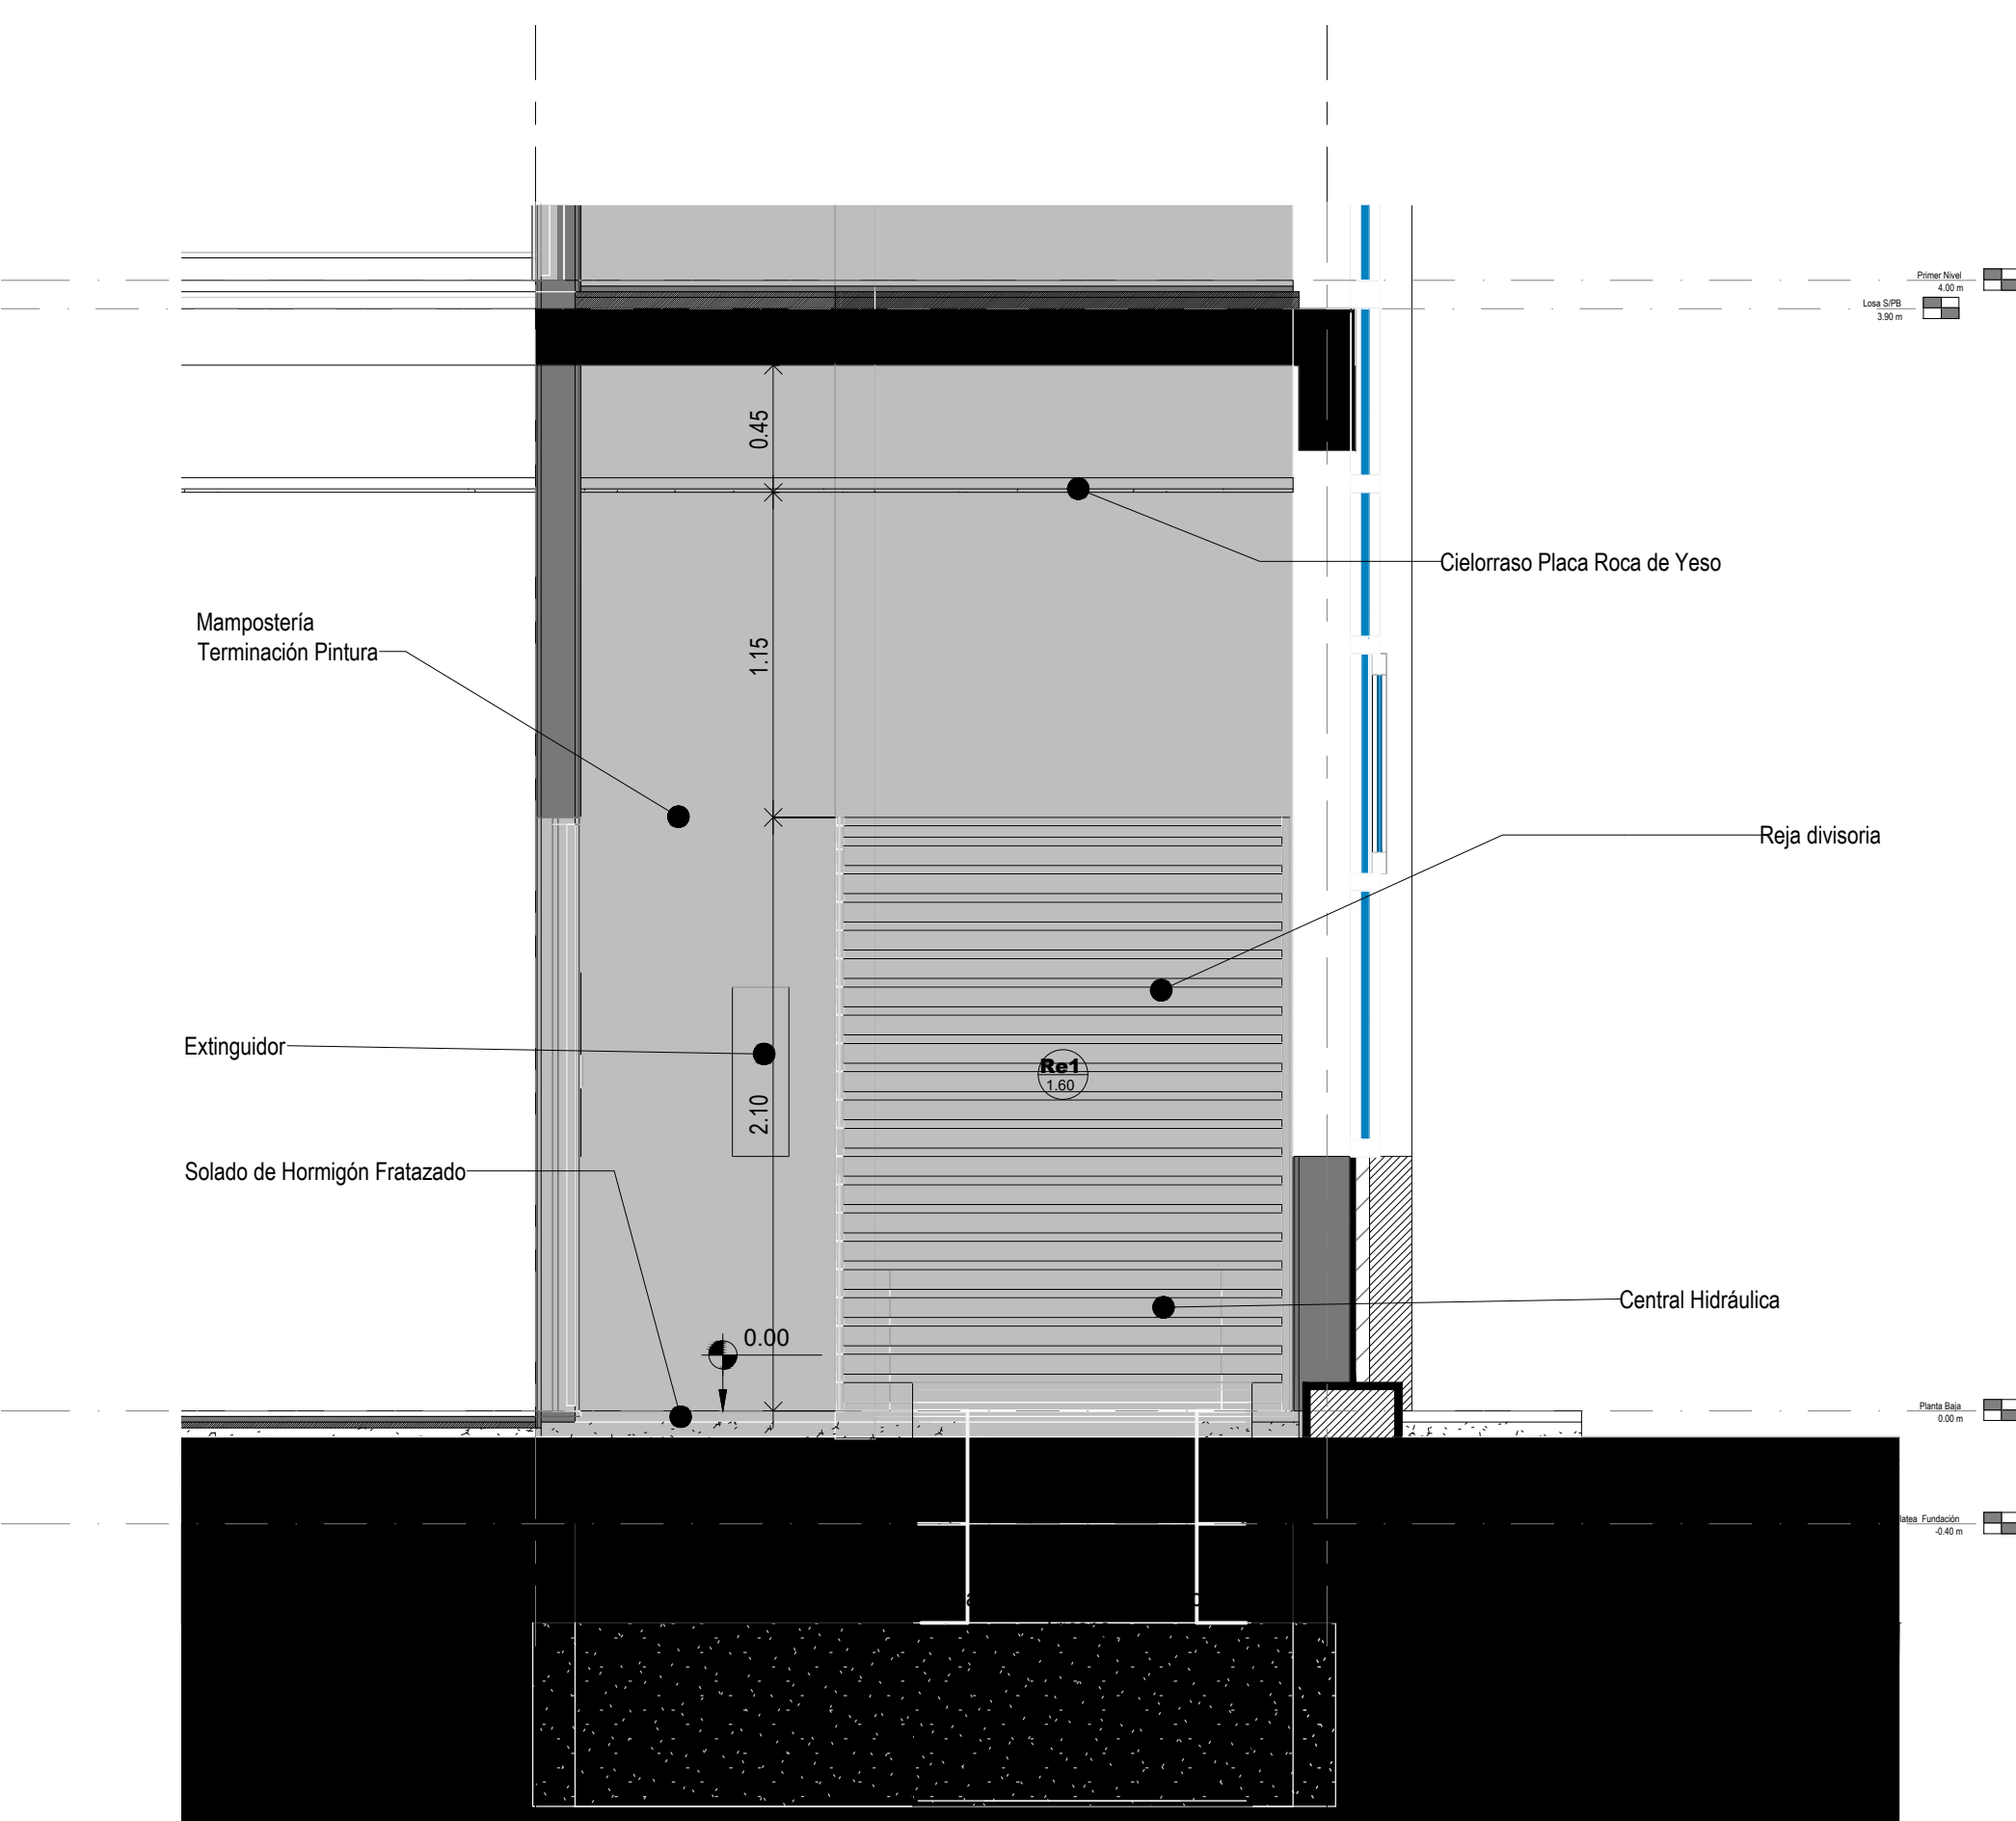 Primer Nivel
4.00 m
Losa S/PB
3.90 m
0.45
Cielorraso Placa Roca de Yeso
Mampostería
Terminación Pintura
1.15
Reja divisoria
Extinguidor
Re1
1.60
2.10
Solado de Hormigón Fratazado
Central Hidráulica
0.00
Planta Baja
0.00 m
Fundación
-0.40 m